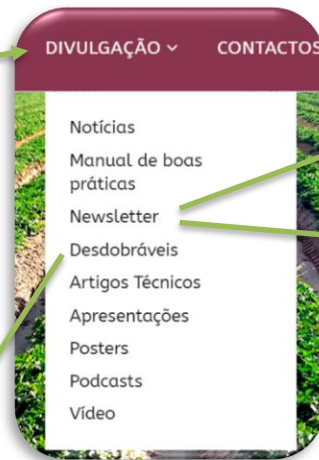 DIVULGAÇÃO CONTACTOS
Notícias
Manual de boas
práticas
Newsletter
Desdobráveis
Artigos Técnicos
Apresentações
Posters
Podcasts
Vídeo